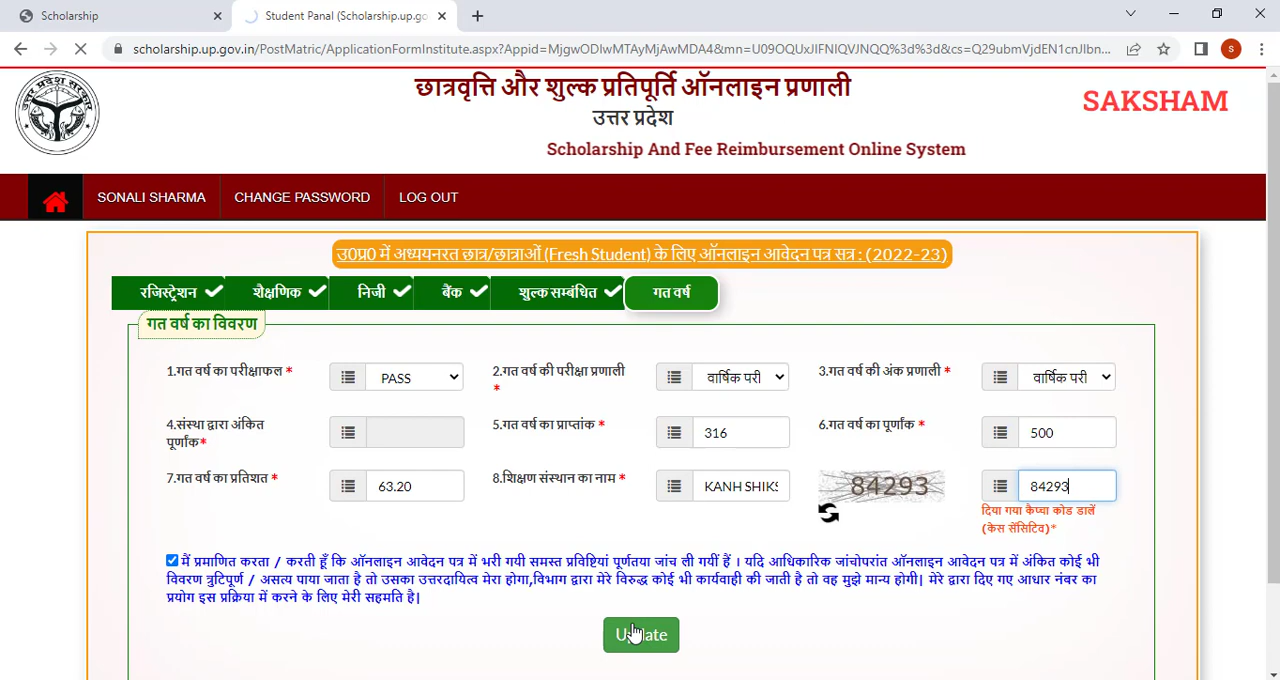 Scholarship
Student Panal (Scholarship.up.go
scholarship.up.gov.in/PostMatric/ApplicationFormInstitute.aspx?Appid=MjgwODIwMTAyMjAwMDA4&mn=U09OQUxJIFNIQVJNQQ%3d%3d&cs=Q29ubmVjdEN1cnJlbn...
S
छात्रवृत्ति और शुल्क प्रतिपूर्ति ऑनलाइन प्रणाली
उत्तर प्रदेश
SAKSHAM
Scholarship And Fee Reimbursement Online System
SONALI SHARMA CHANGE PASSWORD LOG OUT
उ0प्र0 में अध्ययनरत छात्र/छात्राओं (Fresh Student) के लिए ऑनलाइन आवेदन पत्र सत्र : (2022-23)
रजिस्ट्रेशन शैक्षणिक निजी बैंक शुल्क सम्बंधित गत वर्ष
गत वर्ष का विवरण
1.गत वर्ष का परीक्षाफल * PASS 2.गत वर्ष की परीक्षा प्रणाली * वार्षिक परी 3.गत वर्ष की अंक प्रणाली * वार्षिक परी
4.संस्था द्वारा अंकित पूर्णांक* 5.गत वर्ष का प्राप्तांक * 316 6.गत वर्ष का पूर्णांक * 500
7.गत वर्ष का प्रतिशत * 63.20 8.शिक्षण संस्थान का नाम * KANH SHIKS 84293 84293
दिया गया कैप्चा कोड डालें
(केस सेंसिटिव)*
मैं प्रमाणित करता / करती हूँ कि ऑनलाइन आवेदन पत्र में भरी गयी समस्त प्रविष्टियां पूर्णतया जांच ली गयीं हैं । यदि आधिकारिक जांचोपरांत ऑनलाइन आवेदन पत्र में अंकित कोई भी
विवरण त्रुटिपूर्ण / असत्य पाया जाता है तो उसका उत्तरदायित्व मेरा होगा,विभाग द्वारा मेरे विरुद्ध कोई भी कार्यवाही की जाती है तो वह मुझे मान्य होगी| मेरे द्वारा दिए गए आधार नंबर का
प्रयोग इस प्रक्रिया में करने के लिए मेरी सहमति है|
Update